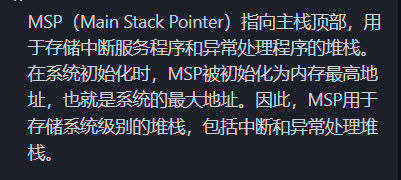 MSP（Main Stack Pointer）指向主栈顶部，用
于存储中断服务程序和异常处理程序的堆栈。
在系统初始化时，MSP被初始化为内存最高地
址，也就是系统的最大地址。因此，MSP用于
存储系统级别的堆栈，包括中断和异常处理堆
栈。